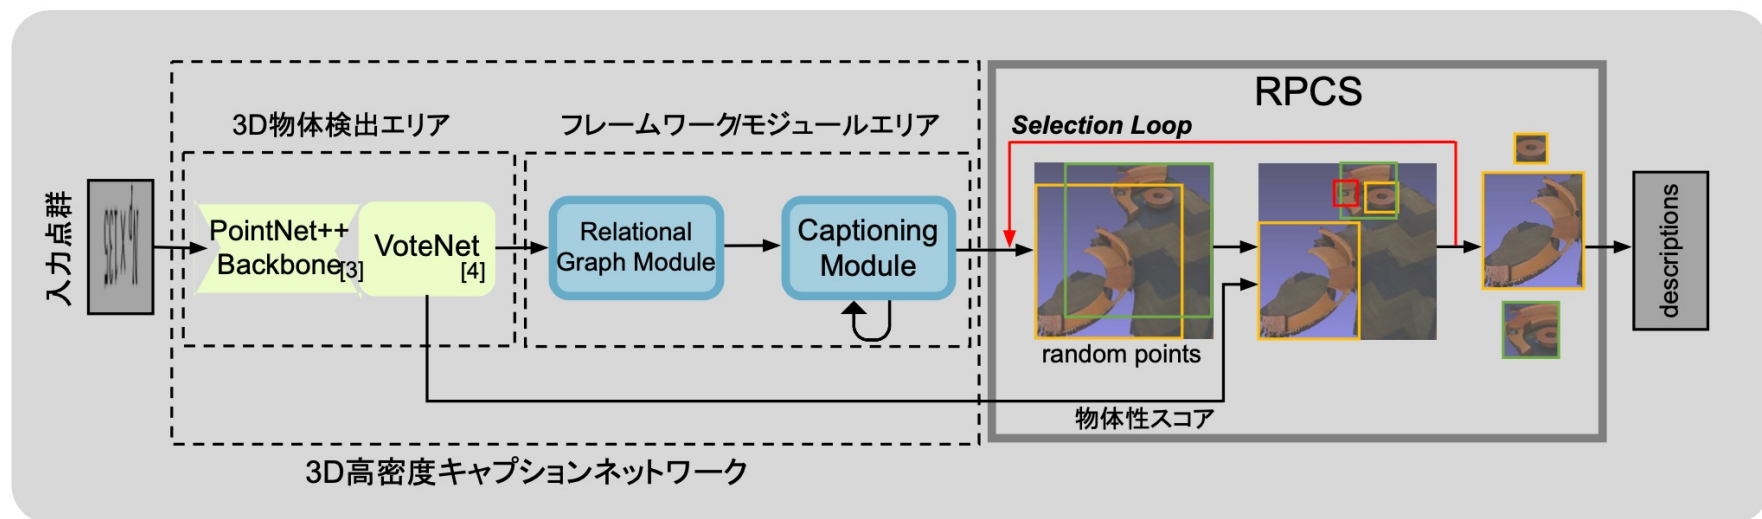 RPCS
Selection Loop
3D物体検出エリア
フレームワーク/モジュールエリア
入力点群
PointNet++
Backbone[3]
VoteNet
[4]
Relational
Graph Module
Captioning
Module
random points
descriptions
物体性スコア
3D高密度キャプションネットワーク